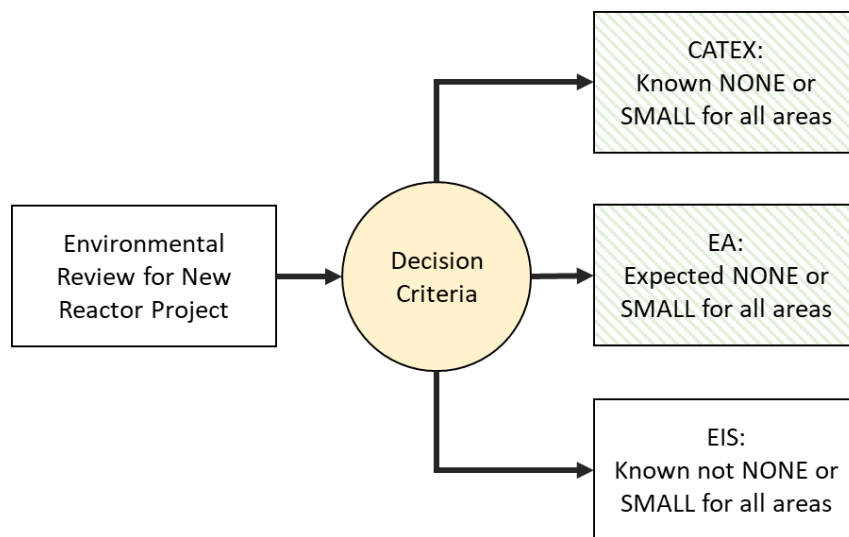 Environmental
Review for New
Reactor Project
Decision
Criteria
CATEX:
Known NONE or
SMALL for all areas
EA:
Expected NONE or
SMALL for all areas
EIS:
Known not NONE or
SMALL for all areas